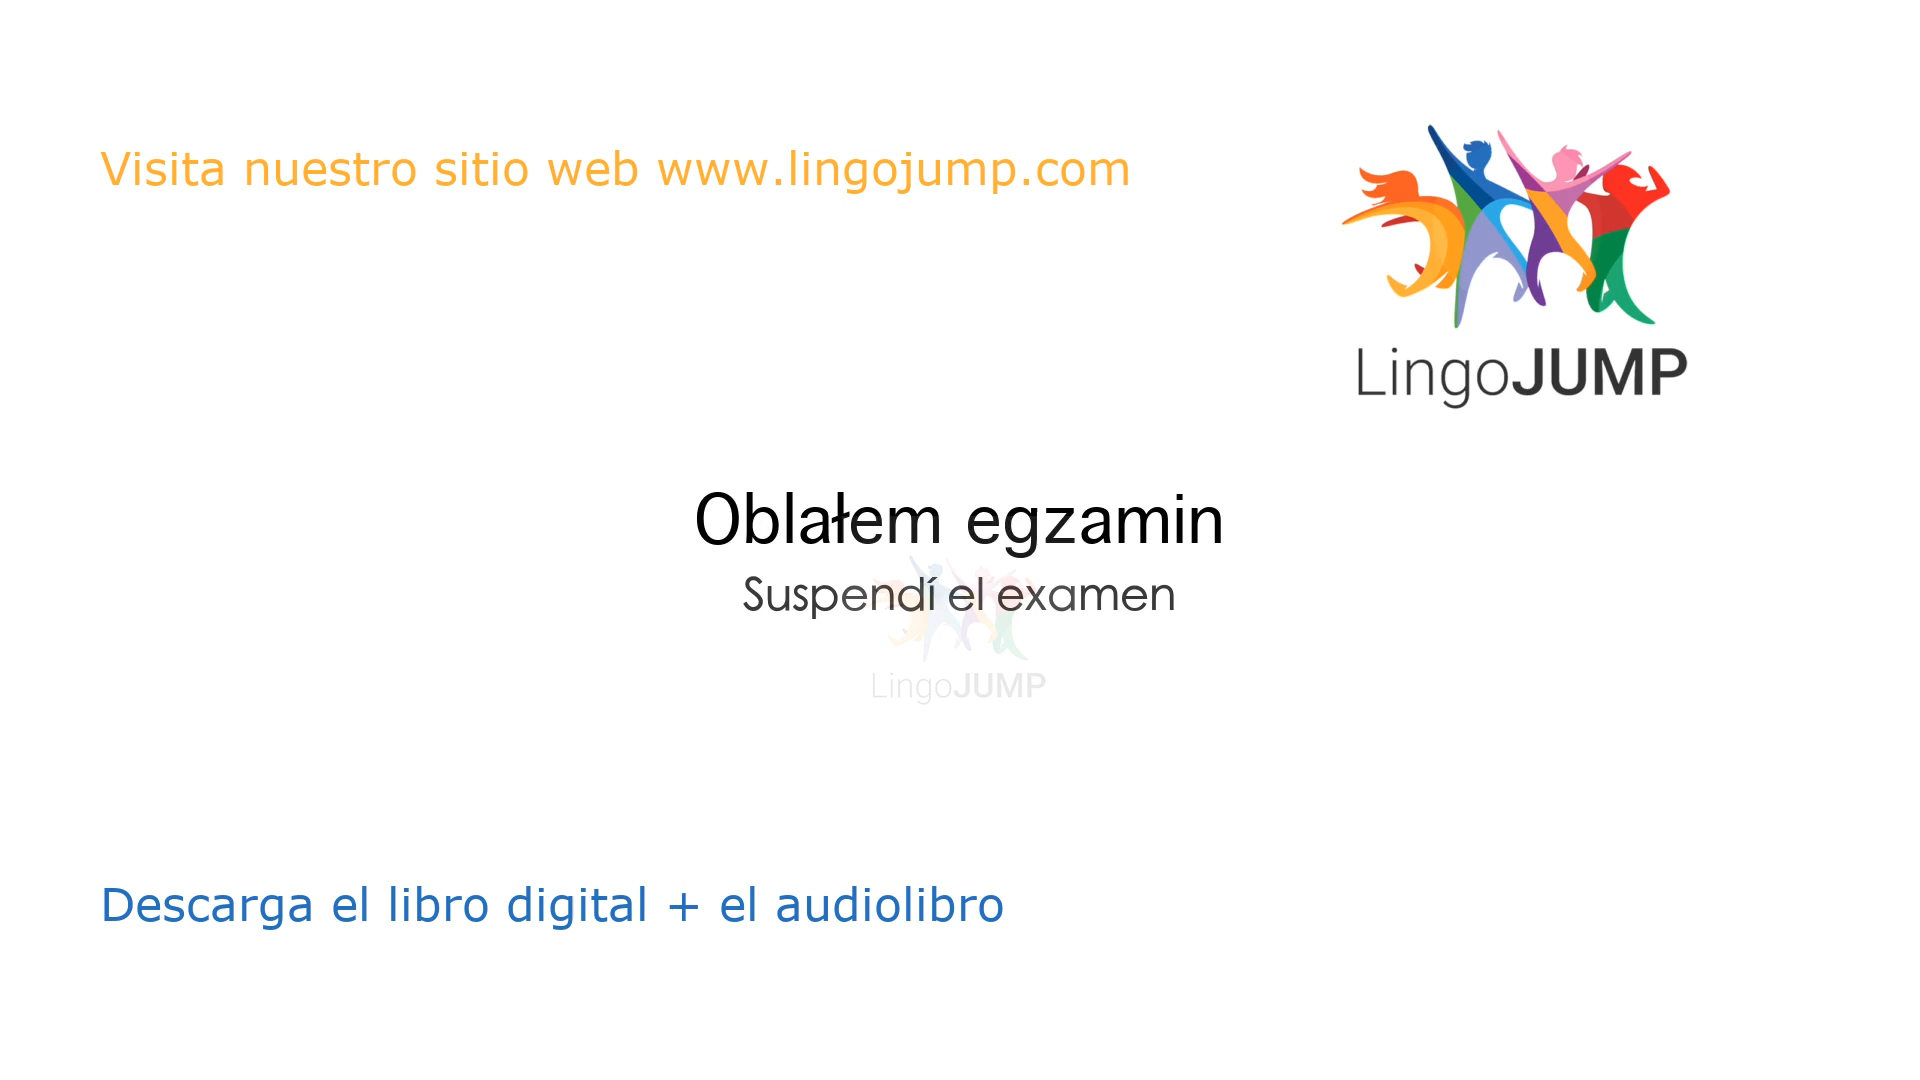 Visita nuestro sitio web www.lingojump.com
LingoJUMP
Oblałem egzamin
Suspendí el examen
LingoJUMP
Descarga el libro digital + el audiolibro